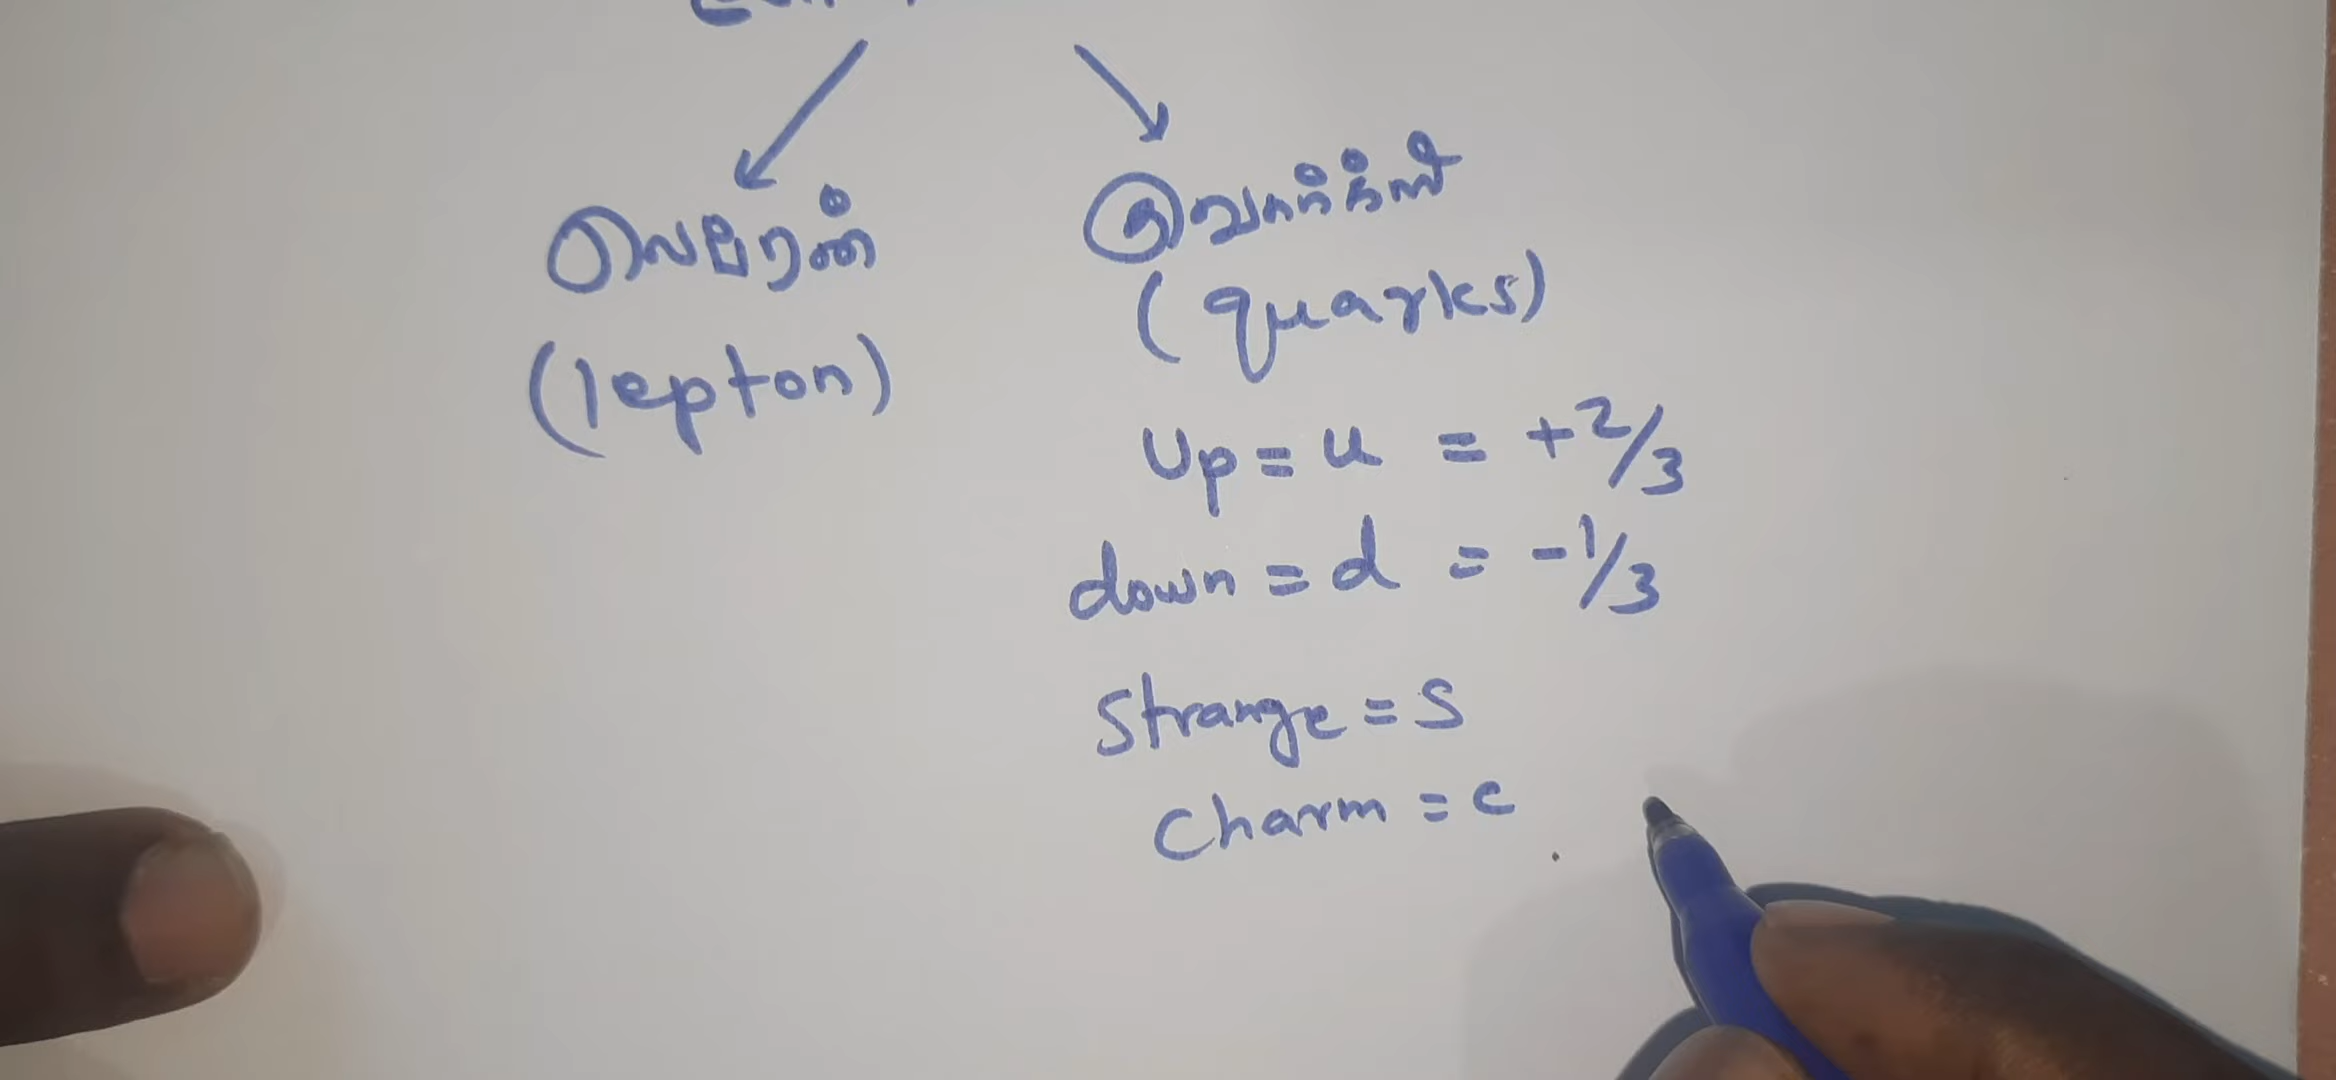 லெப்டான்
(lepton)
குவார்க்ஸ்
(quarks)
Up = u = +2/3
down = d = -1/3
Strange = S
Charm = c